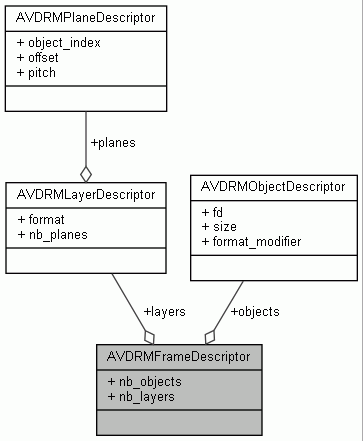 AVDRMPlaneDescriptor
+ object_index
+ offset
+ pitch
+planes
AVDRMLayerDescriptor
+ format
+ nb_planes
AVDRMObjectDescriptor
+ fd
+ size
+ format_modifier
+layers
+objects
AVDRMFrameDescriptor
+ nb_objects
+ nb_layers